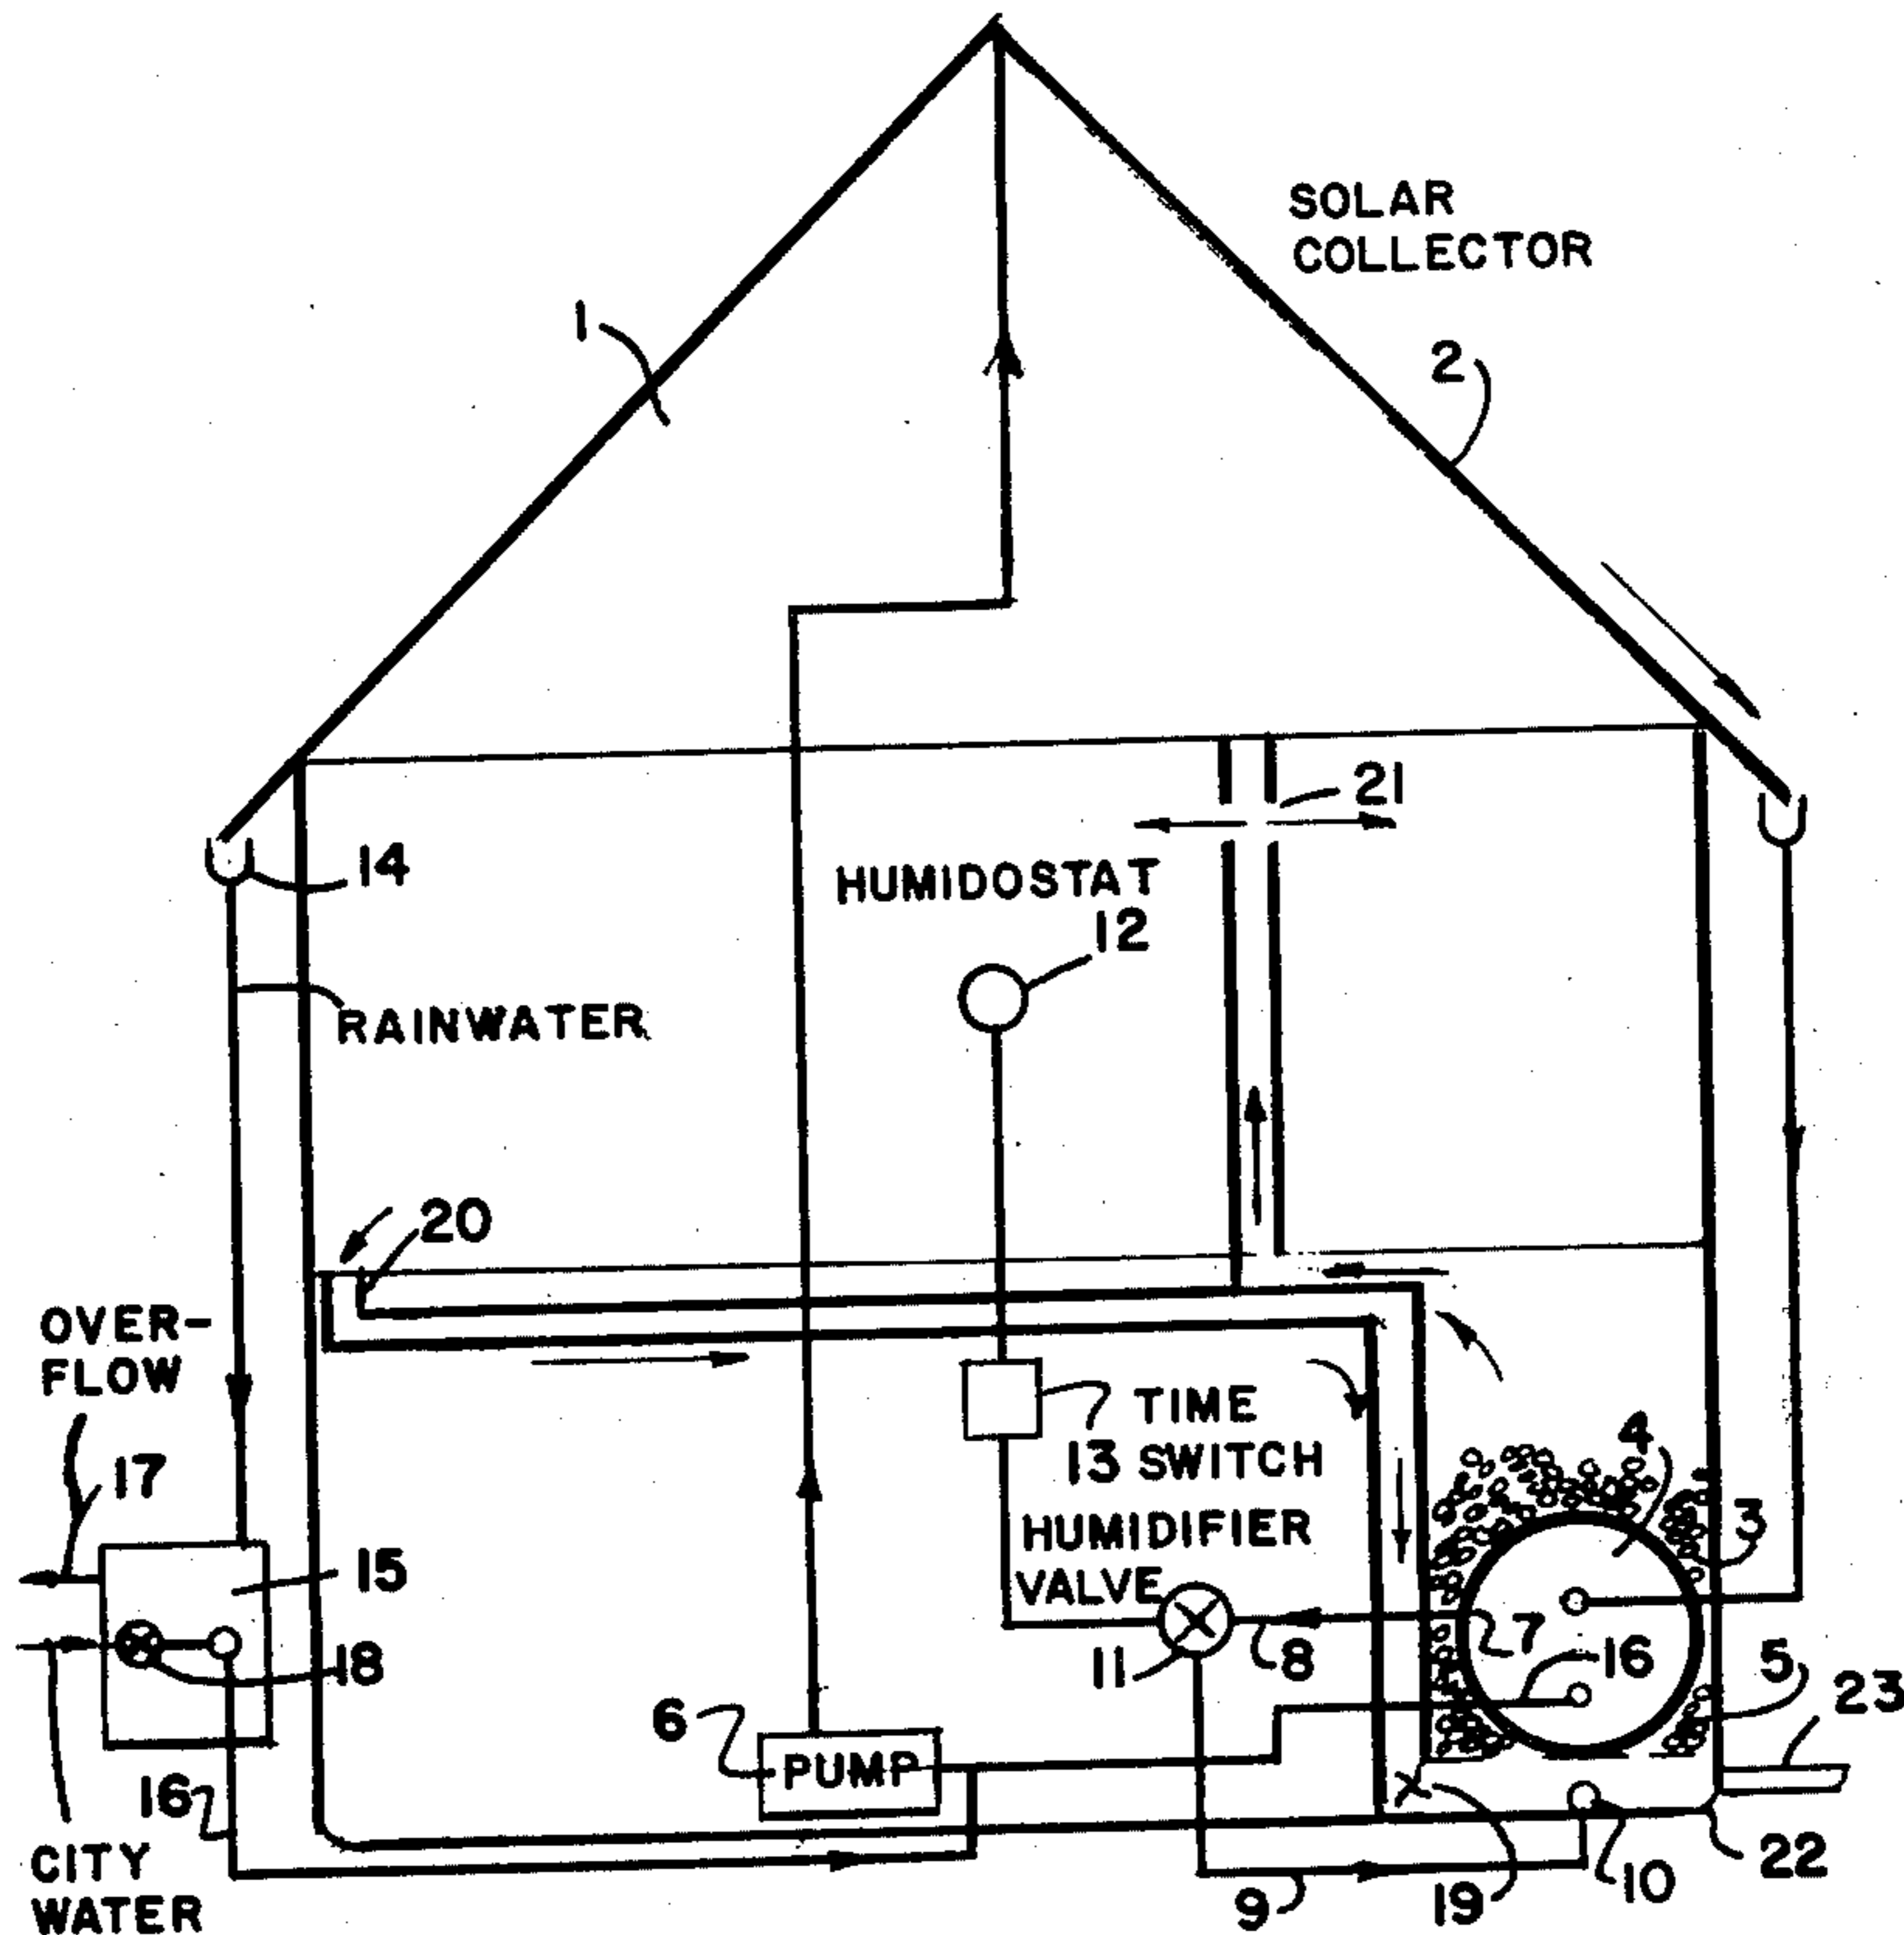 SOLAR
COLLECTOR
1
2
21
14
HUMIDOSTAT
12
RAINWATER
20
OVER-
FLOW
TIME
13 SWITCH
4
17
HUMIDIFIER
VALVE
3
15
7
18
11
8
16
5
23
6
PUMP
16
22
CITY
WATER
9
19
10